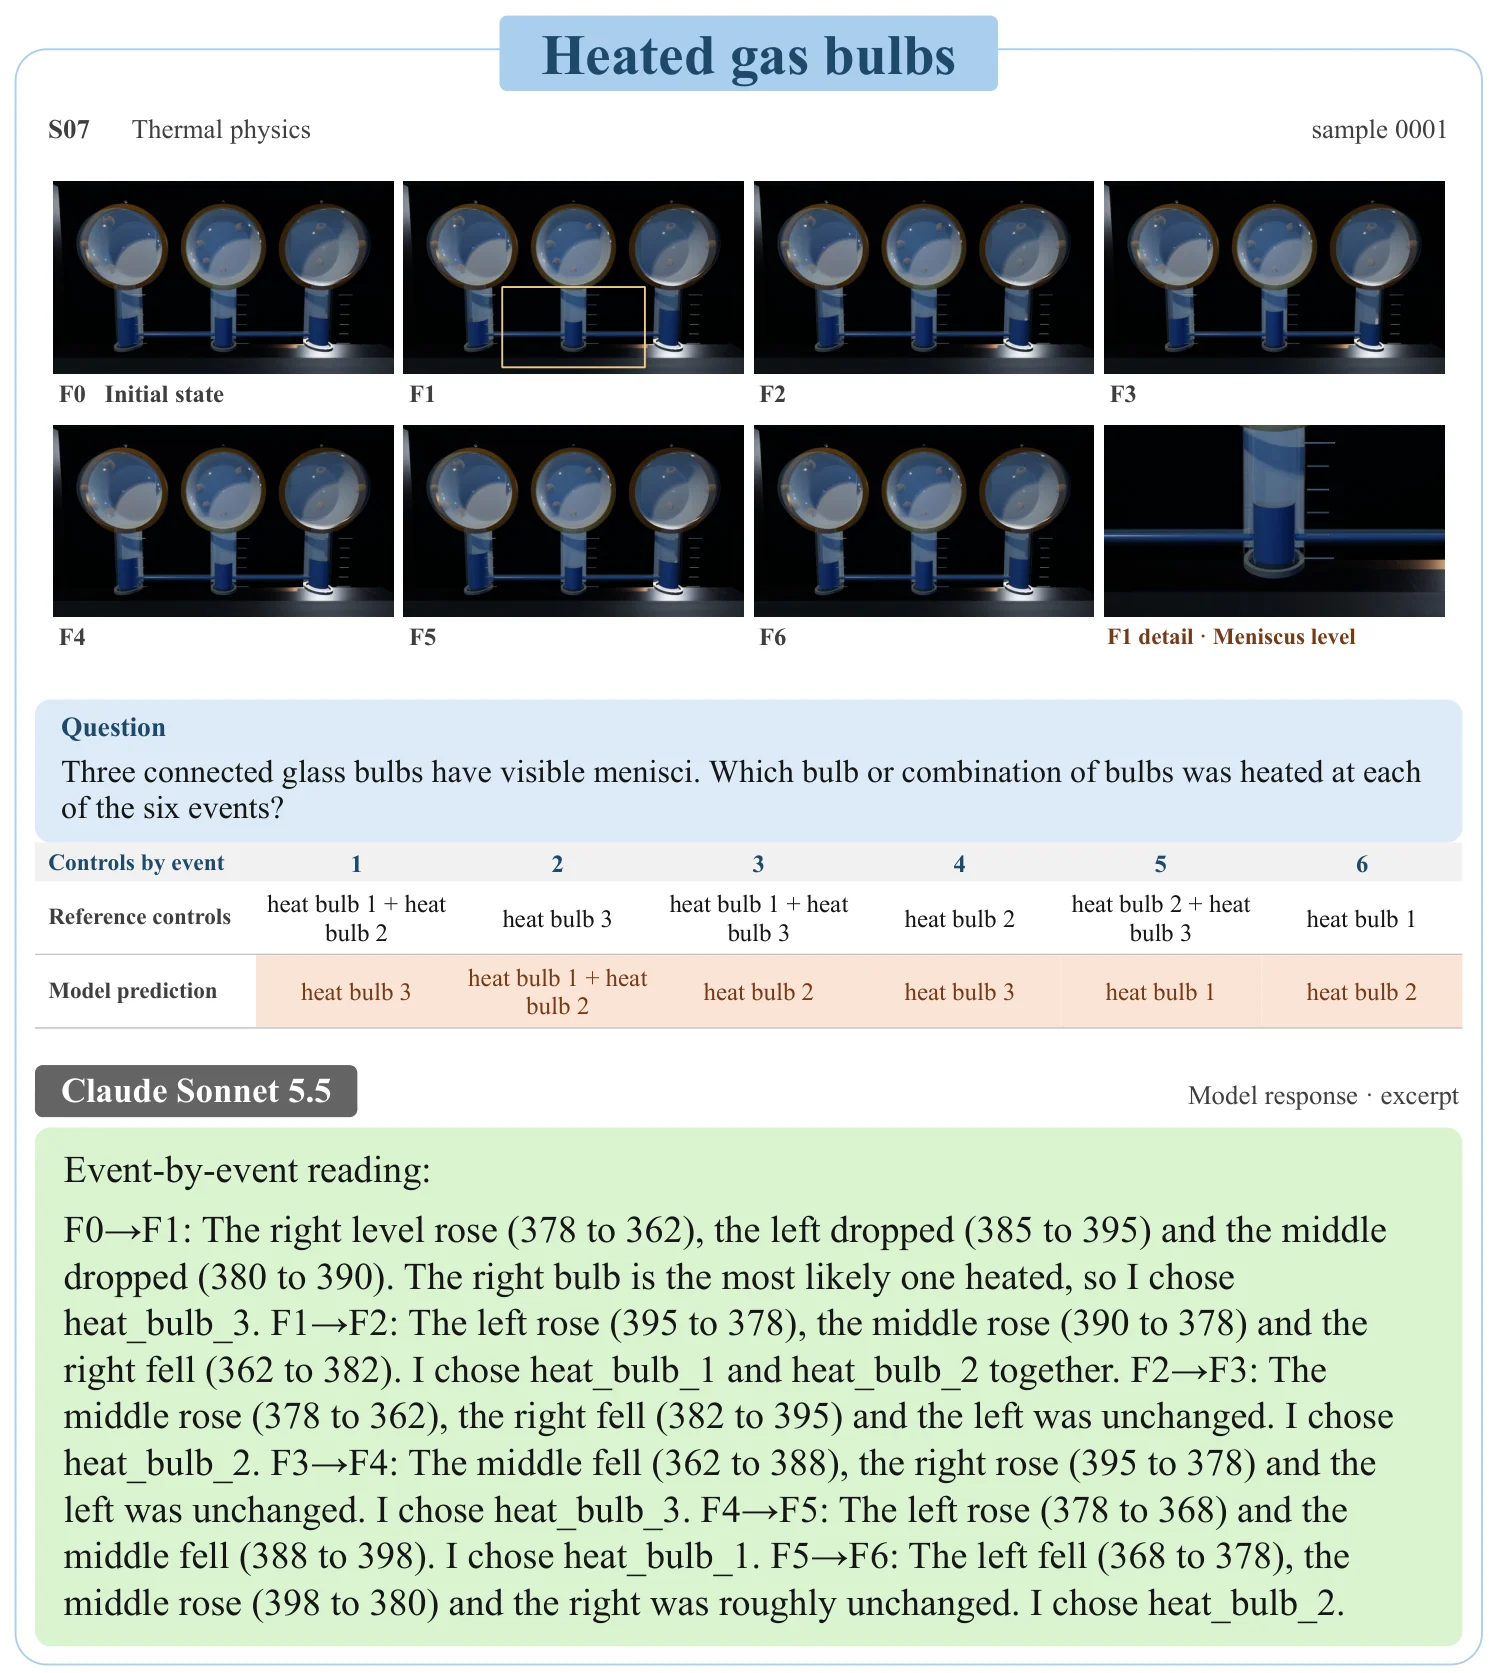 Heated gas bulbs
S07 Thermal physics sample 0001
F0 Initial state
F1
F2
F3
F4
F5
F6
F1 detail · Meniscus level
Question
Three connected glass bulbs have visible menisci. Which bulb or combination of bulbs was heated at each
of the six events?
Controls by event 1 2 3 4 5 6
Reference controls heat bulb 1 + heat bulb 2 heat bulb 3 heat bulb 1 + heat bulb 3 heat bulb 2 heat bulb 2 + heat bulb 3 heat bulb 1
Model prediction heat bulb 3 heat bulb 1 + heat bulb 2 heat bulb 2 heat bulb 3 heat bulb 1 heat bulb 2
Claude Sonnet 5.5
Model response · excerpt
Event-by-event reading:
F0→F1: The right level rose (378 to 362), the left dropped (385 to 395) and the middle
dropped (380 to 390). The right bulb is the most likely one heated, so I chose
heat_bulb_3. F1→F2: The left rose (395 to 378), the middle rose (390 to 378) and the
right fell (362 to 382). I chose heat_bulb_1 and heat_bulb_2 together. F2→F3: The
middle rose (378 to 362), the right fell (382 to 395) and the left was unchanged. I chose
heat_bulb_2. F3→F4: The middle fell (362 to 388), the right rose (395 to 378) and the
left was unchanged. I chose heat_bulb_3. F4→F5: The left rose (378 to 368) and the
middle fell (388 to 398). I chose heat_bulb_1. F5→F6: The left fell (368 to 378), the
middle rose (398 to 380) and the right was roughly unchanged. I chose heat_bulb_2.